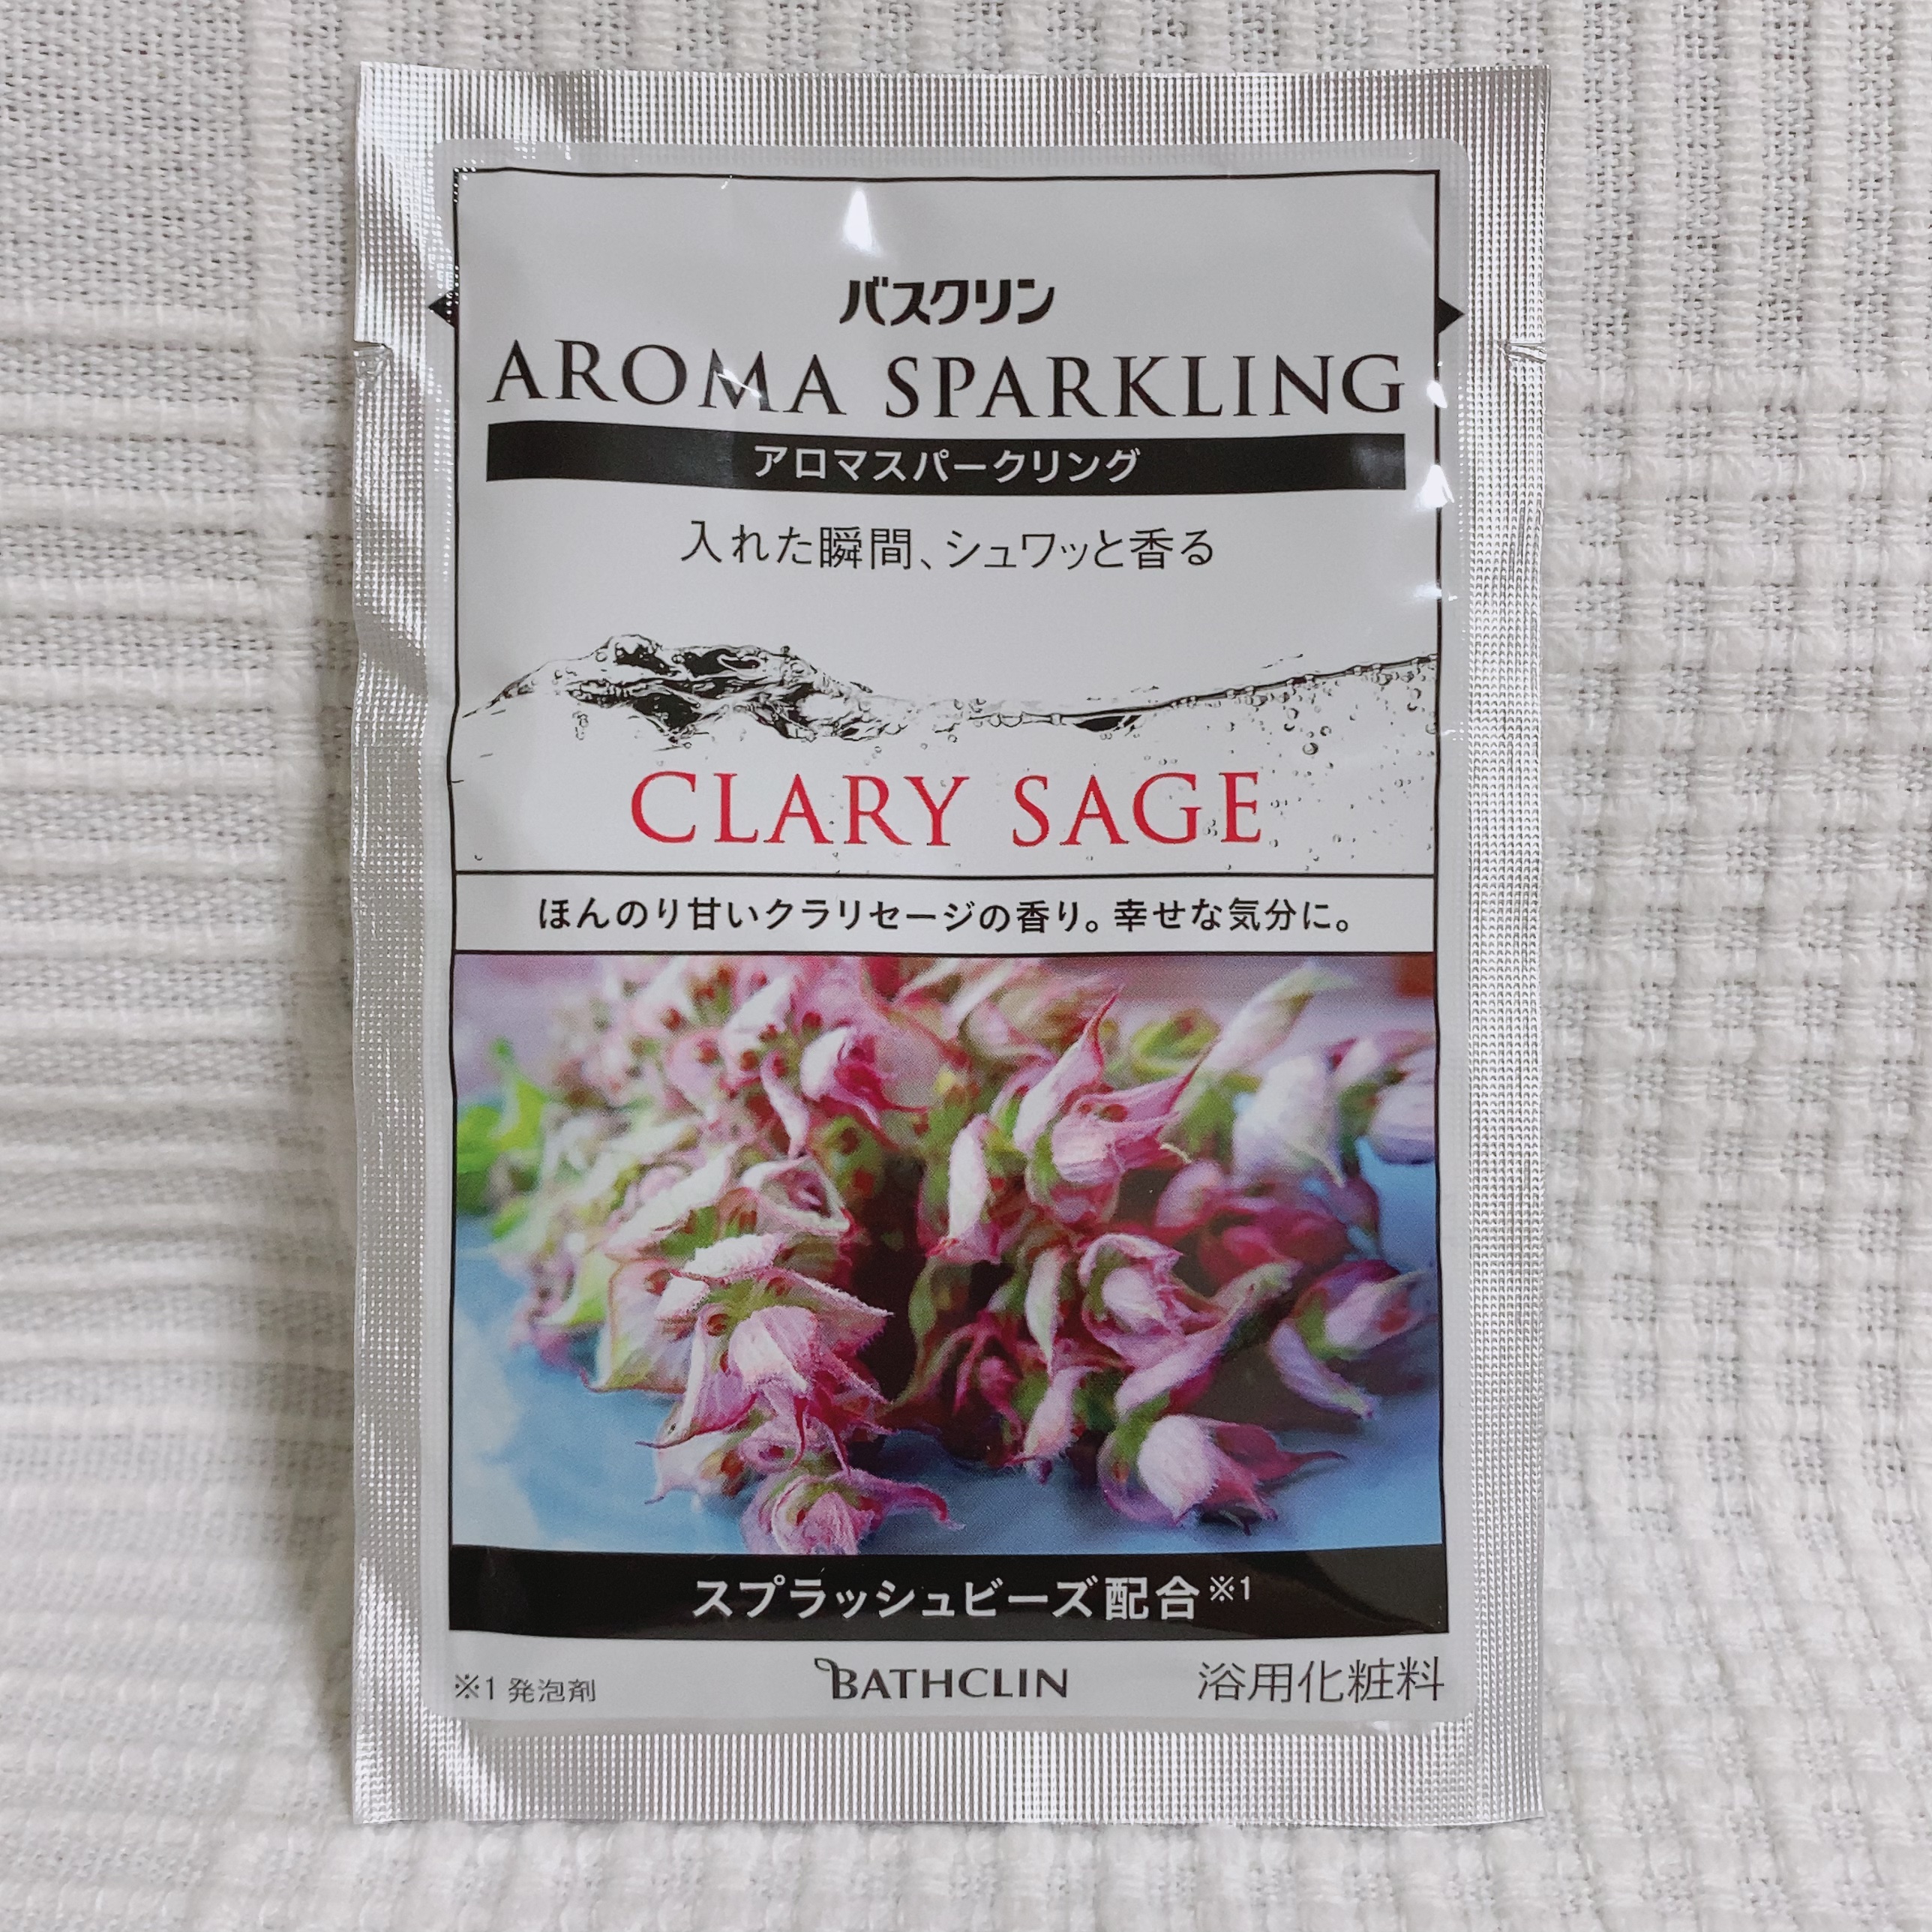 バスクリン
AROMA SPARKLING
アロマスパークリング
入れた瞬間、シュワッと香る
CLARY SAGE
ほんのり甘いクラリセージの香り。幸せな気分に。
スプラッシュビーズ配合※1
※1 発泡剤 BATHCLIN 浴用化粧料